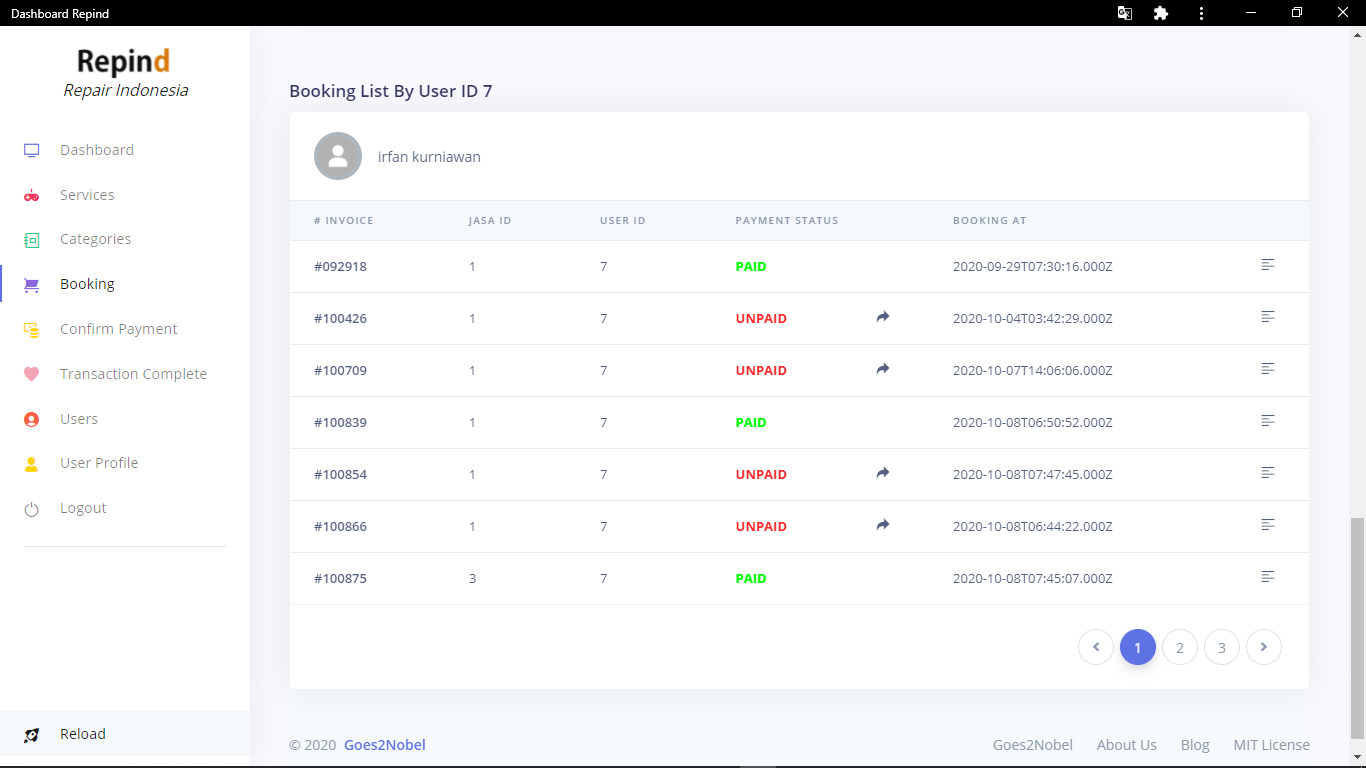 Dashboard Repind
Repind
Repair Indonesia
Dashboard
Services
Categories
Booking
Confirm Payment
Transaction Complete
Users
User Profile
Logout
Reload
Booking List By User ID 7
irfan kurniawan
# INVOICE JASA ID USER ID PAYMENT STATUS BOOKING AT
#092918 1 7 PAID 2020-09-29T07:30:16.000Z
#100426 1 7 UNPAID 2020-10-04T03:42:29.000Z
#100709 1 7 UNPAID 2020-10-07T14:06:06.000Z
#100839 1 7 PAID 2020-10-08T06:50:52.000Z
#100854 1 7 UNPAID 2020-10-08T07:47:45.000Z
#100866 1 7 UNPAID 2020-10-08T06:44:22.000Z
#100875 3 7 PAID 2020-10-08T07:45:07.000Z
1 2 3
© 2020 Goes2Nobel Goes2Nobel About Us Blog MIT License